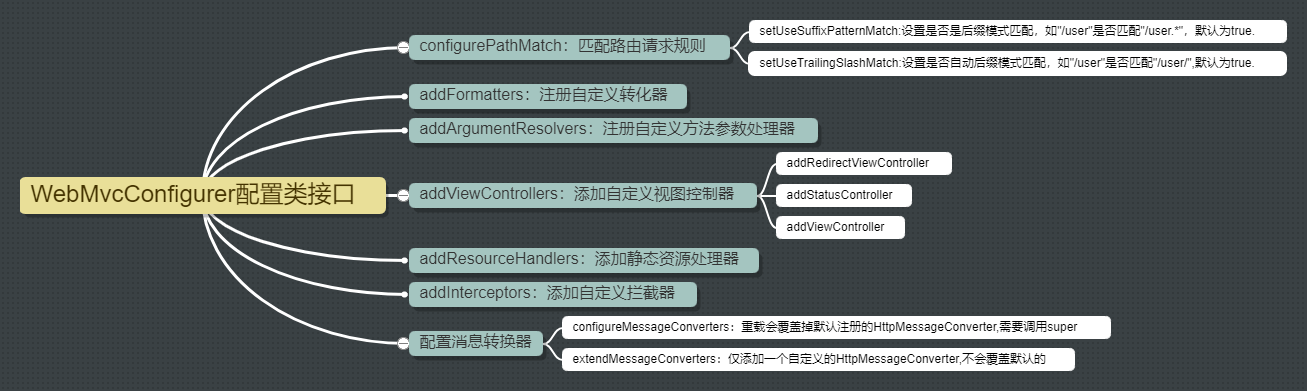 WebMvcConfigurer配置类接口
configurePathMatch：匹配路由请求规则
setUseSuffixPatternMatch:设置是否是后缀模式匹配，如"/user"是否匹配"/user.*"，默认为true.
setUseTrailingSlashMatch:设置是否自动后缀模式匹配，如"/user"是否匹配"/user/",默认为true.
addFormatters：注册自定义转化器
addArgumentResolvers：注册自定义方法参数处理器
addViewControllers：添加自定义视图控制器
addRedirectViewController
addStatusController
addViewController
addResourceHandlers：添加静态资源处理器
addInterceptors：添加自定义拦截器
配置消息转换器
configureMessageConverters：重载会覆盖掉默认注册的HttpMessageConverter,需要调用super
extendMessageConverters：仅添加一个自定义的HttpMessageConverter,不会覆盖默认的